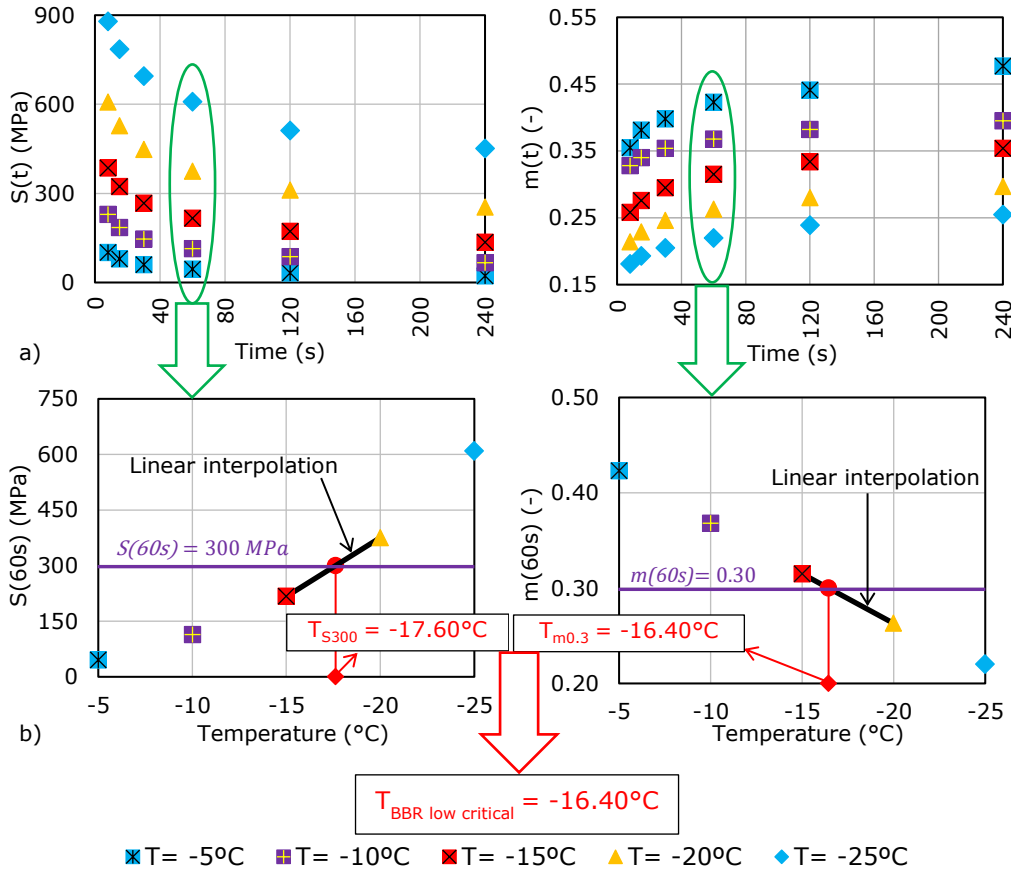 900
600
300
0
S(t) (MPa)
0
40
80
120
160
200
240
Time (s)
a)
0.55
0.45
0.35
0.25
0.15
m(t) (-)
0
40
80
120
160
200
240
Time (s)
750
600
450
300
150
0
S(60s) (MPa)
Linear interpolation
S(60s) = 300 MPa
T_S300 = -17.60°C
-5
-10
-15
-20
-25
Temperature (°C)
b)
0.50
0.40
0.30
0.20
m(60s) (-)
Linear interpolation
m(60s)= 0.30
T_m0.3 = -16.40°C
-5
-10
-15
-20
-25
Temperature (°C)
T_BBR low critical = -16.40°C
T= -5ºC T= -10ºC T= -15ºC T= -20ºC T= -25ºC